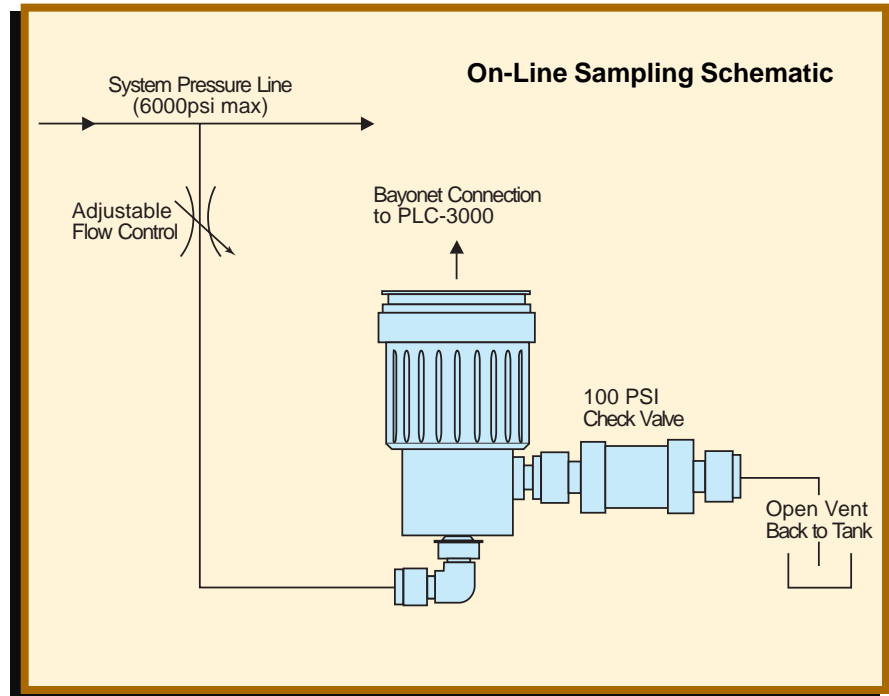 On-Line Sampling Schematic
System Pressure Line
(6000psi max)
Adjustable
Flow Control
Bayonet Connection
to PLC-3000
100 PSI
Check Valve
Open Vent
Back to Tank